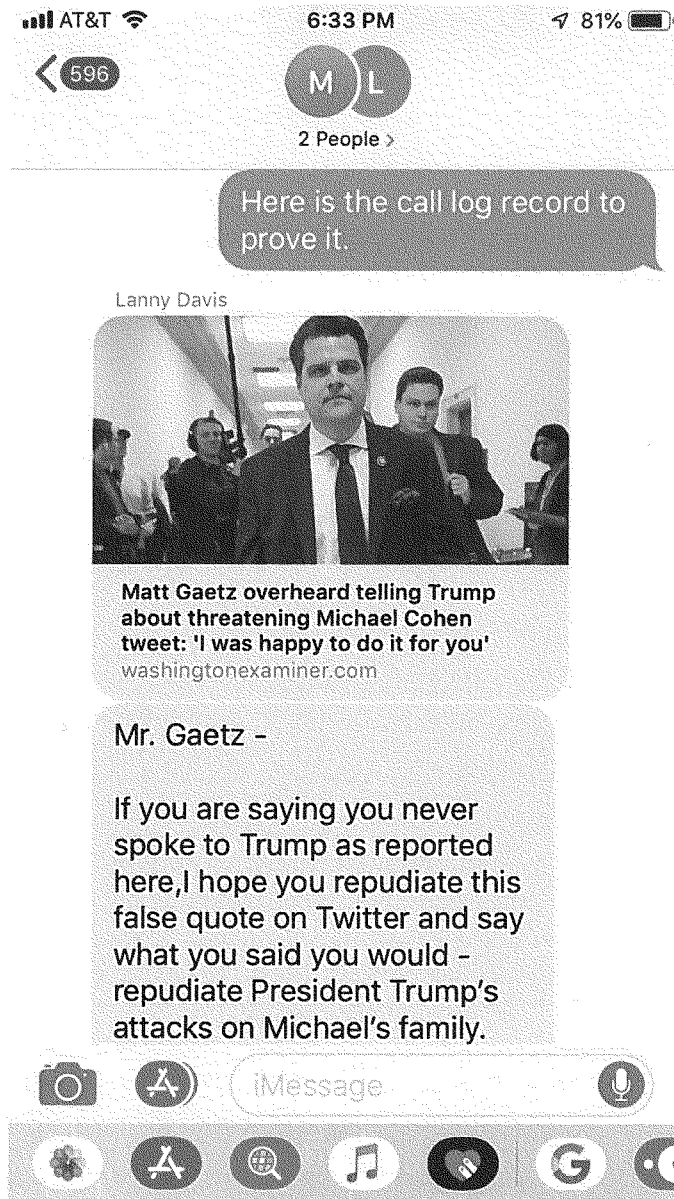 AT&T 6:33 PM 81%
596
M L
2 People >
Here is the call log record to
prove it.
Lanny Davis
Matt Gaetz overheard telling Trump
about threatening Michael Cohen
tweet: 'I was happy to do it for you'
washingtonexaminer.com
Mr. Gaetz -
If you are saying you never
spoke to Trump as reported
here,I hope you repudiate this
false quote on Twitter and say
what you said you would -
repudiate President Trump's
attacks on Michael's family.
iMessage
G